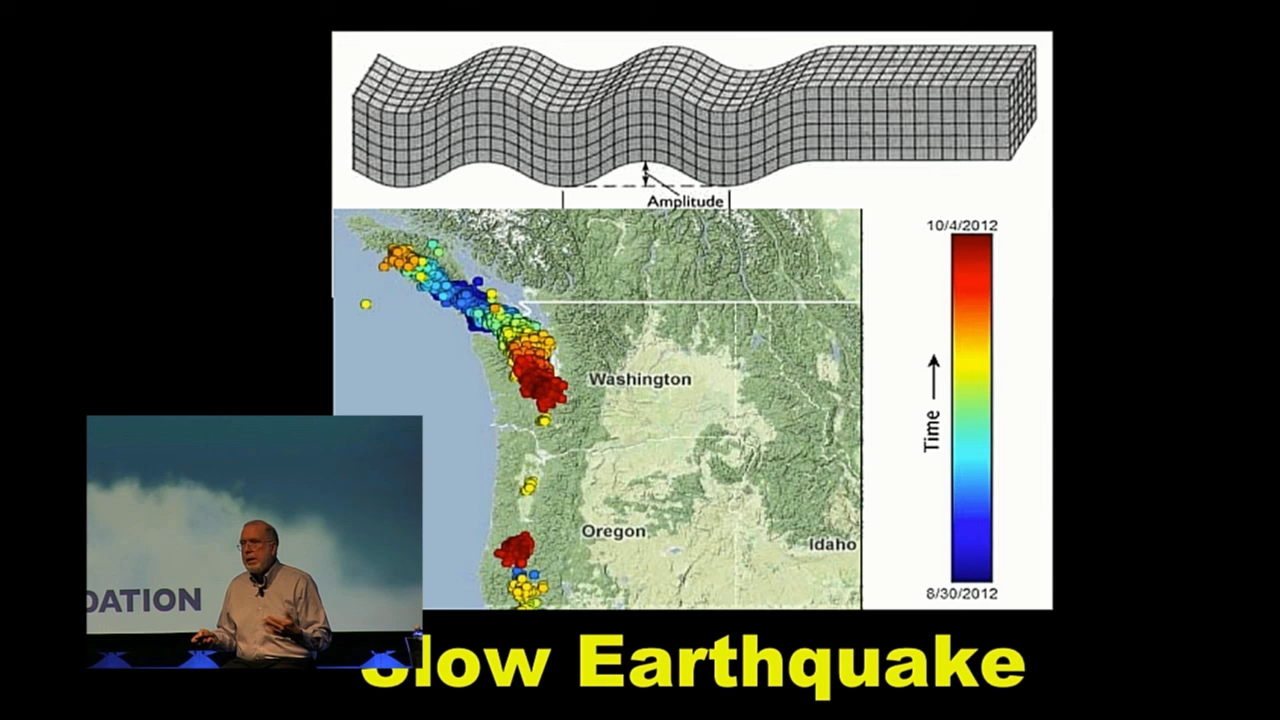 Amplitude
10/4/2012
Washington
Time
Oregon
Idaho
8/30/2012
DATION
Slow Earthquake